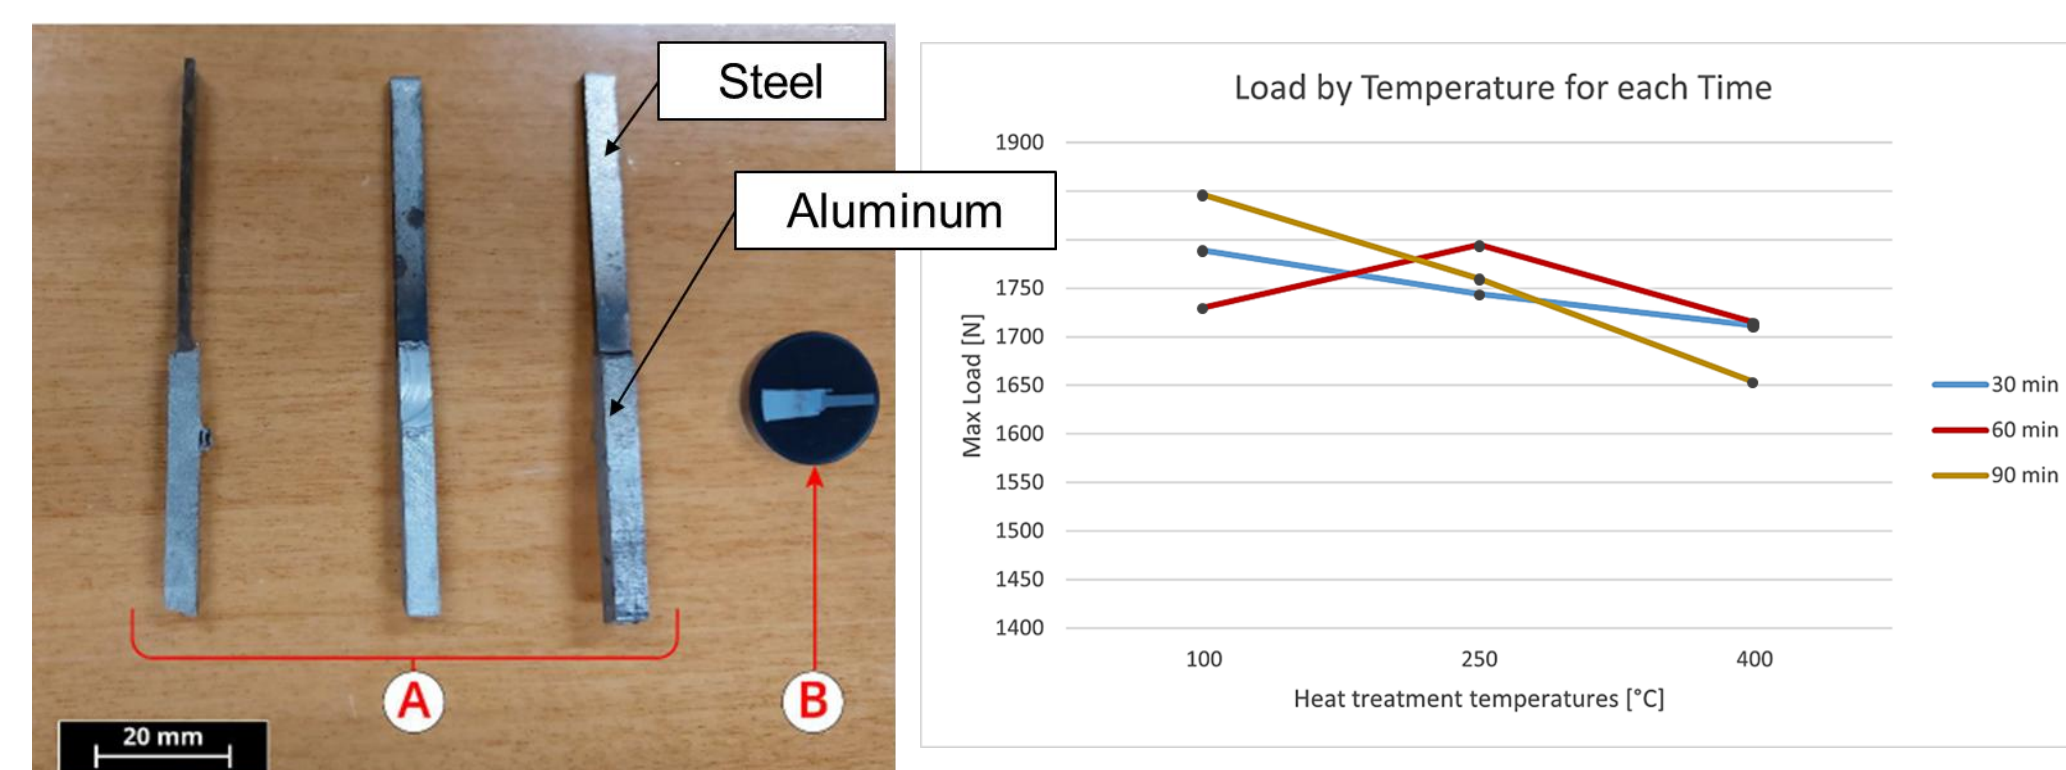 Steel
Aluminum
A
B
20 mm
Load by Temperature for each Time
1900
1750
1700
1650
1600
1550
1500
1450
1400
Max Load [N]
100
250
400
Heat treatment temperatures [°C]
30 min
60 min
90 min